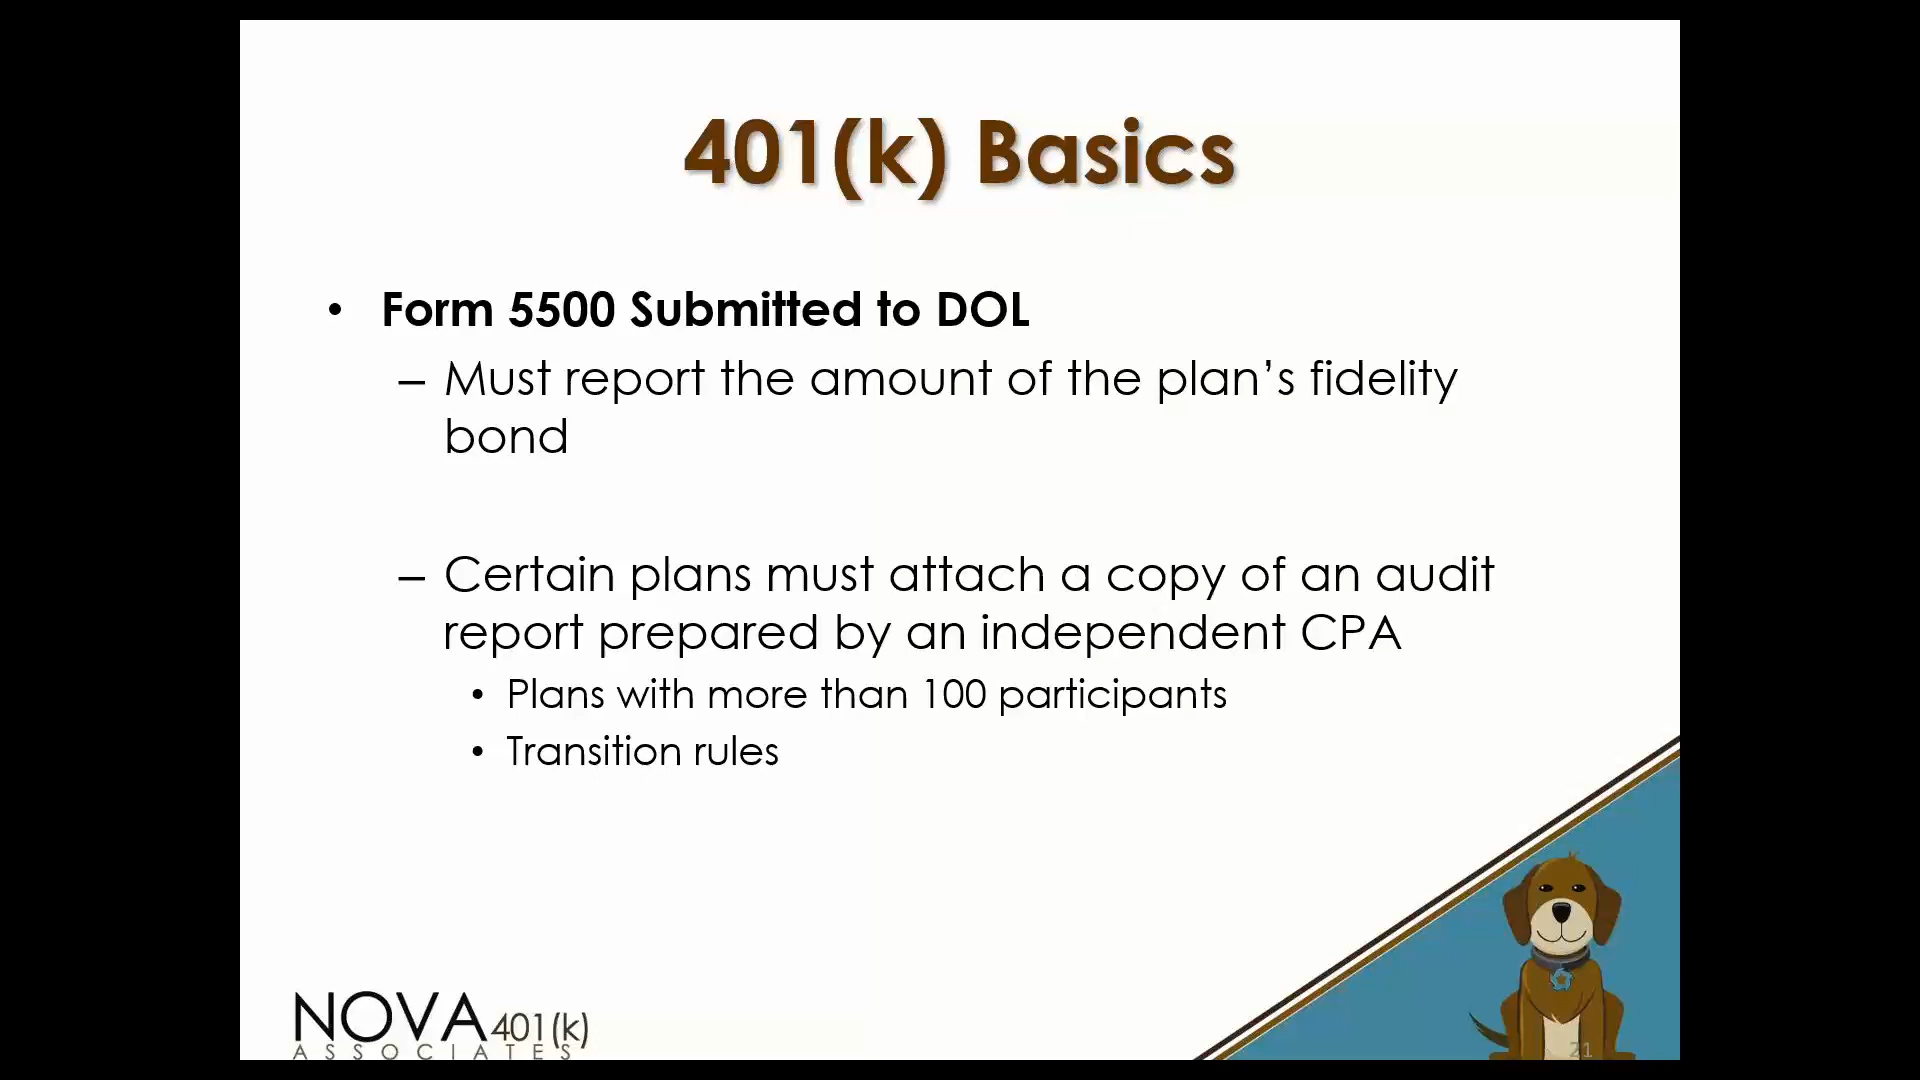 401(k) Basics
• Form 5500 Submitted to DOL
– Must report the amount of the plan’s fidelity
bond
– Certain plans must attach a copy of an audit
report prepared by an independent CPA
• Plans with more than 100 participants
• Transition rules
NOVA 401(k)
ASSOCIATES
21